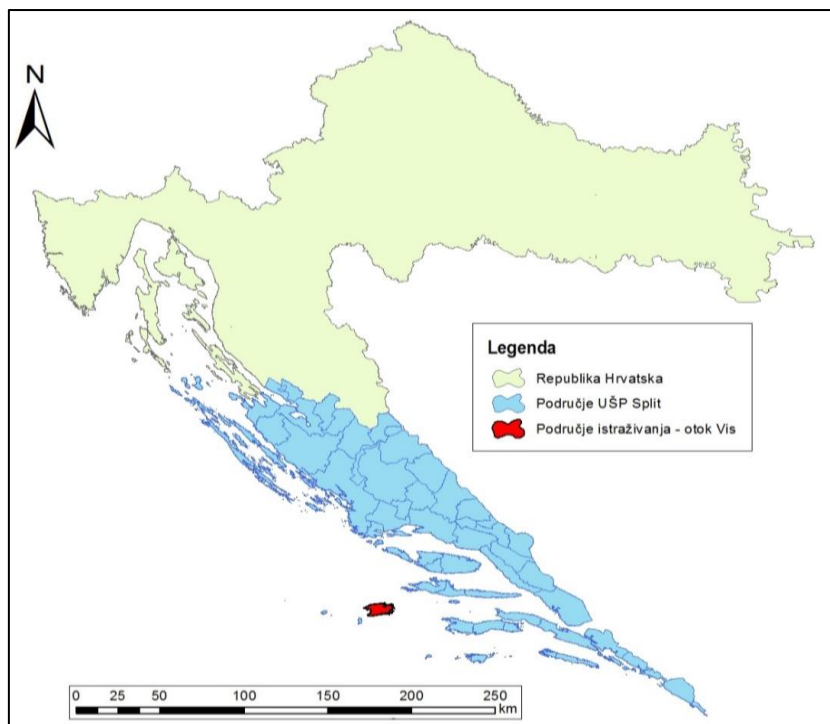 N
Legenda
Republika Hrvatska
Područje UŠP Split
Područje istraživanja - otok Vis
0 25 50 100 150 200 250
km